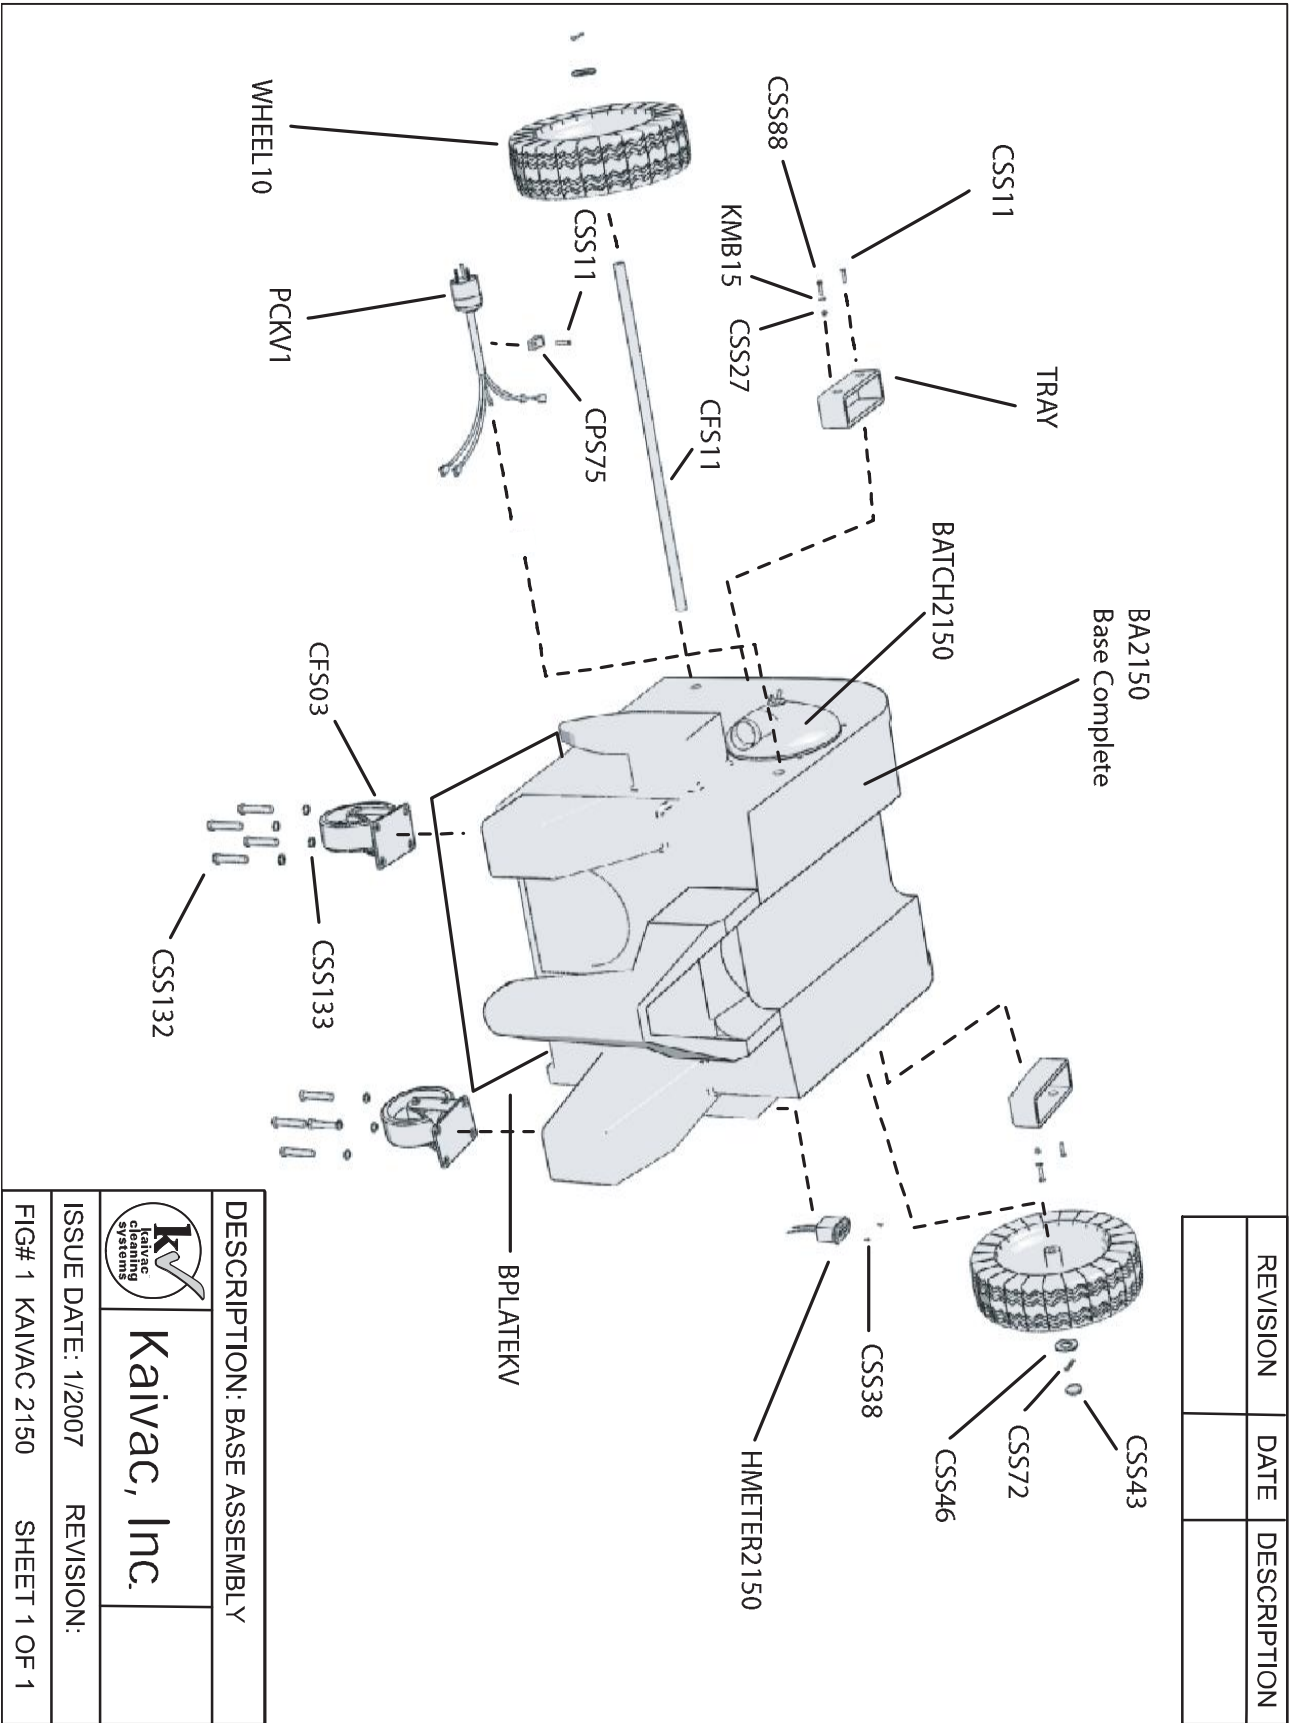 REVISION
DATE
DESCRIPTION
BA2150
Base Complete
CSS11
TRAY
BATCH2150
CSS88
KMB15
CSS27
CFS11
CSS11
CPS75
WHEEL10
PCKV1
CFS03
CSS133
CSS132
CSS43
CSS72
CSS46
CSS38
HMETER2150
BPLATEKV
DESCRIPTION: BASE ASSEMBLY
kv
kaivac
cleaning
systems
Kaivac, Inc.
ISSUE DATE: 1/2007 REVISION:
FIG# 1 KAIVAC 2150 SHEET 1 OF 1